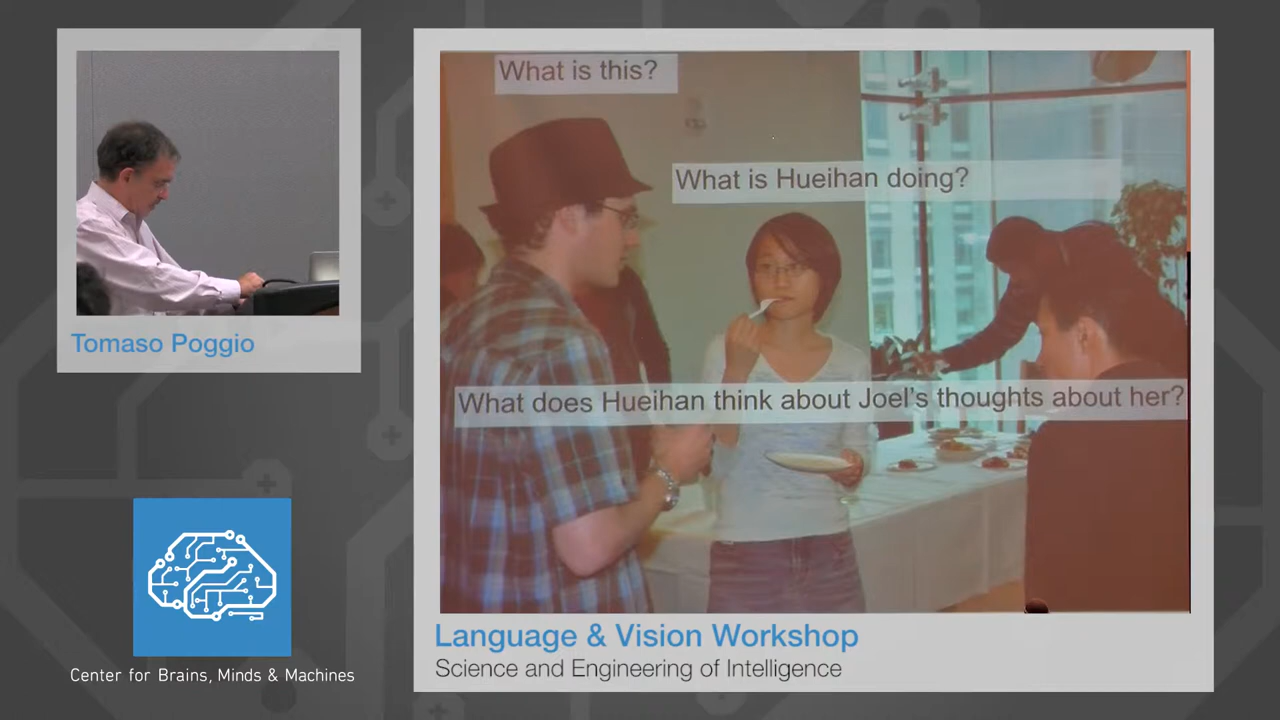 What is this?
What is Hueihan doing?
What does Hueihan think about Joel's thoughts about her?
Tomaso Poggio
Language & Vision Workshop
Science and Engineering of Intelligence
Center for Brains, Minds & Machines